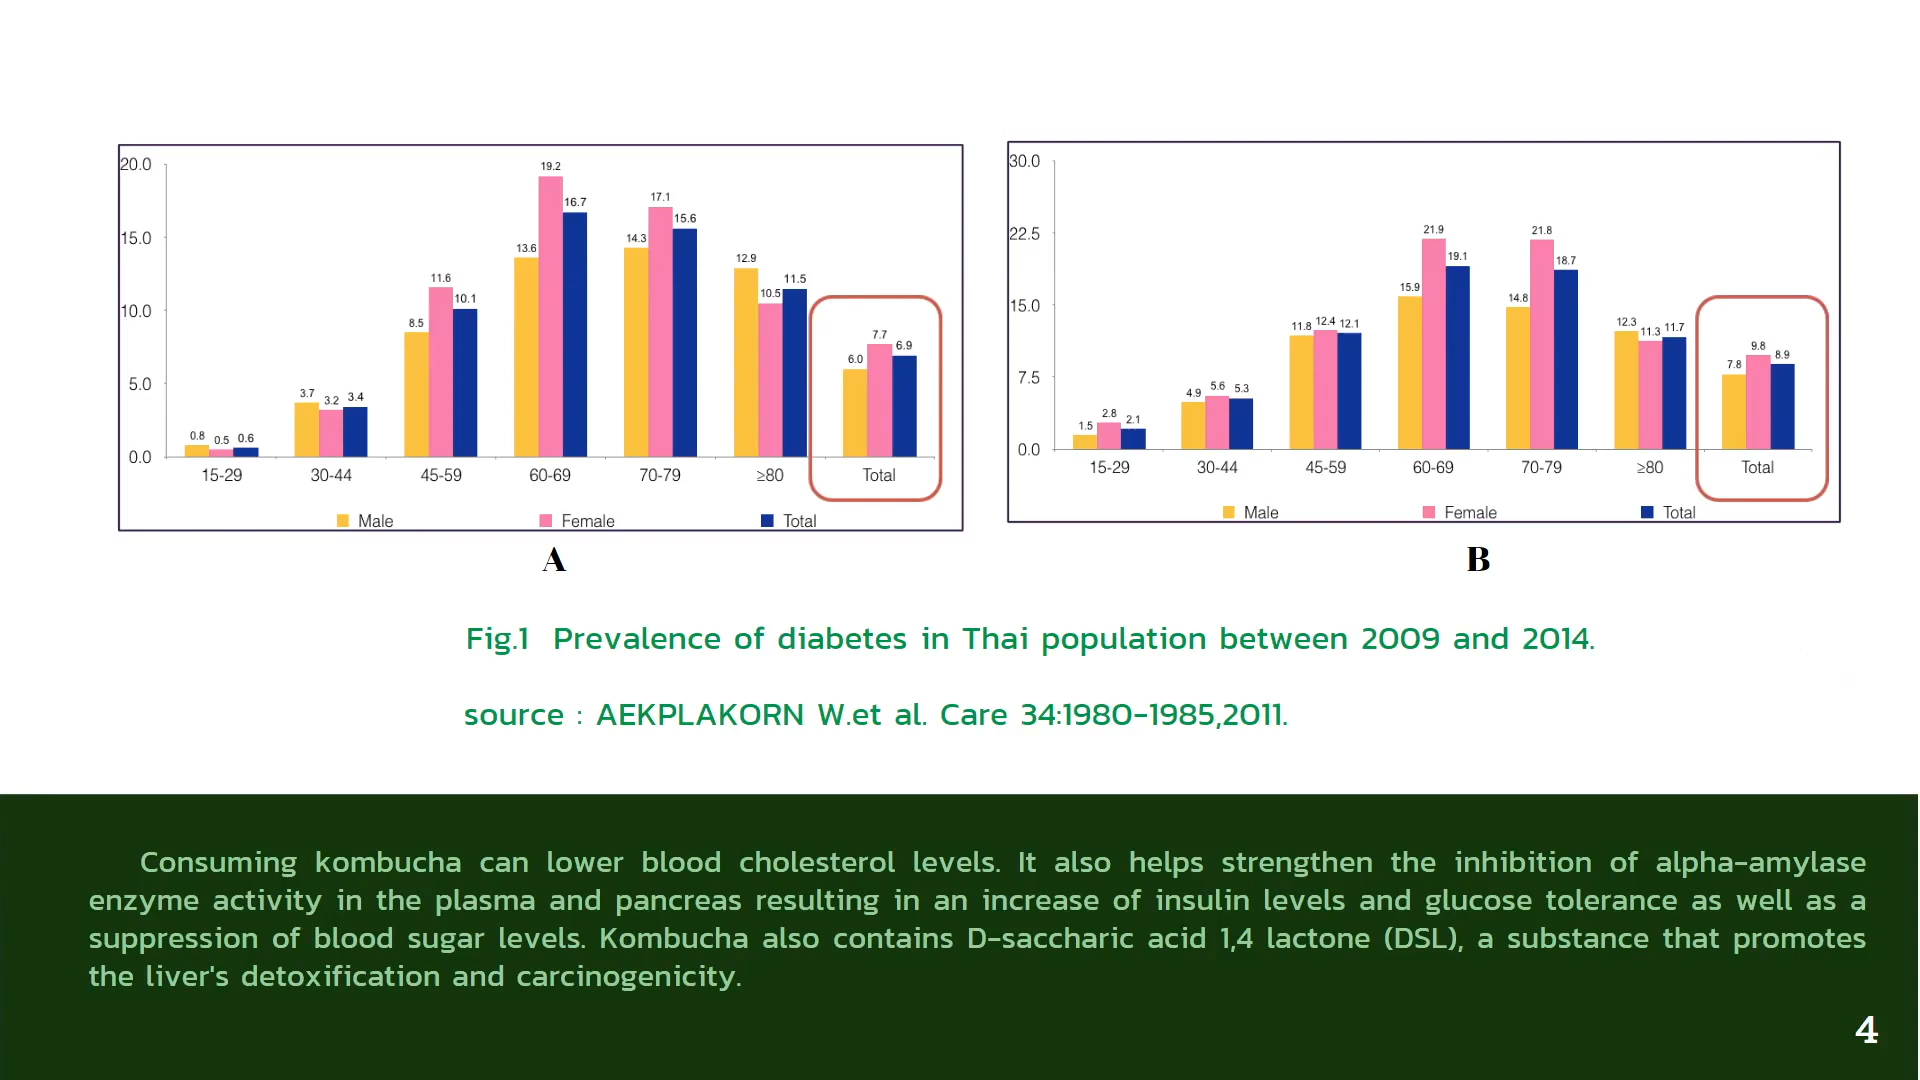 20.0
15.0
10.0
5.0
0.0
0.8 0.5 0.6
3.7 3.2 3.4
8.5 11.6 10.1
13.6 19.2 16.7
14.3 17.1 15.6
12.9 10.5 11.5
6.0 7.7 6.9
15-29 30-44 45-59 60-69 70-79 ≥80 Total
Male Female Total
A
30.0
22.5
15.0
7.5
0.0
1.5 2.8 2.1
4.9 5.6 5.3
11.8 12.4 12.1
15.9 21.9 19.1
14.8 21.8 18.7
12.3 11.3 11.7
7.8 9.8 8.9
15-29 30-44 45-59 60-69 70-79 ≥80 Total
Male Female Total
B
Fig.1 Prevalence of diabetes in Thai population between 2009 and 2014.
source : AEKPLAKORN W.et al. Care 34:1980-1985,2011.
Consuming kombucha can lower blood cholesterol levels. It also helps strengthen the inhibition of alpha-amylase
enzyme activity in the plasma and pancreas resulting in an increase of insulin levels and glucose tolerance as well as a
suppression of blood sugar levels. Kombucha also contains D-saccharic acid 1,4 lactone (DSL), a substance that promotes
the liver's detoxification and carcinogenicity.
4